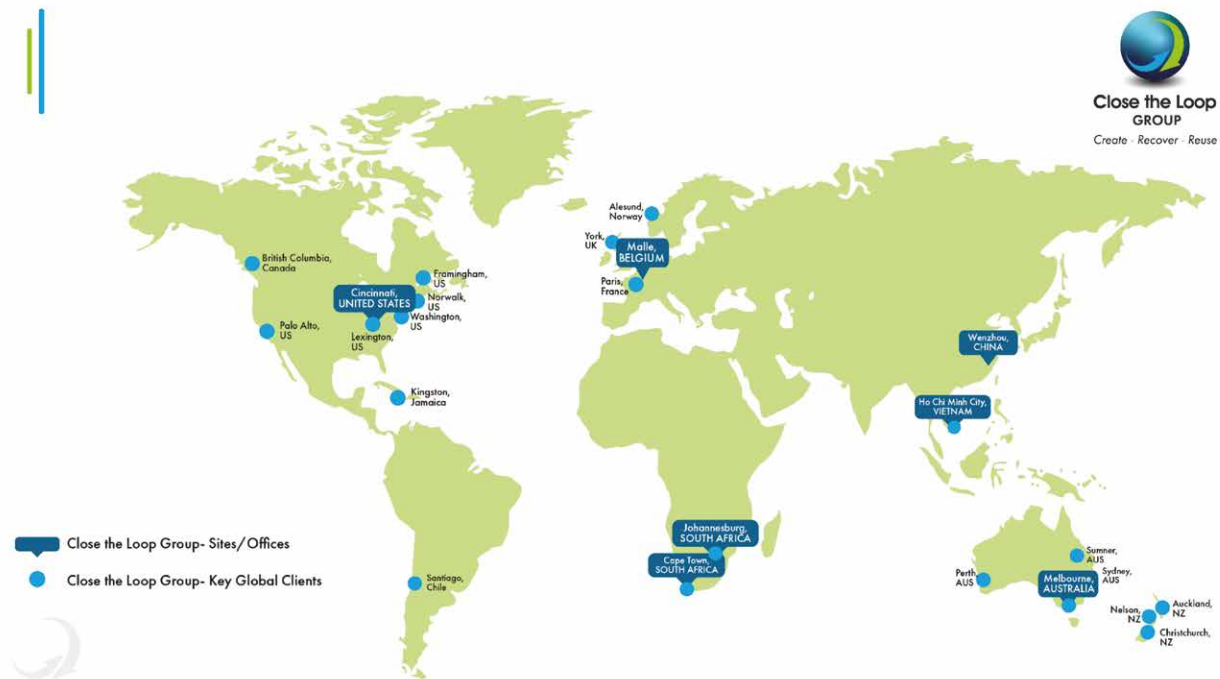 Close the Loop
GROUP
Create - Recover - Reuse
Alesund,
Norway
York,
UK
Malle,
BELGIUM
Paris,
France
British Columbia,
Canada
Framingham,
US
Cincinnati,
UNITED STATES
Norwalk,
US
Washington,
US
Palo Alto,
US
Lexington,
US
Wenzhou,
CHINA
Kingston,
Jamaica
Ho Chi Minh City,
VIETNAM
Johannesburg,
SOUTH AFRICA
Cape Town,
SOUTH AFRICA
Close the Loop Group- Sites/Offices
Close the Loop Group- Key Global Clients
Santiago,
Chile
Sumner,
AUS
Perth,
AUS
Sydney,
AUS
Melbourne,
AUSTRALIA
Nelson,
NZ
Auckland,
NZ
Christchurch,
NZ